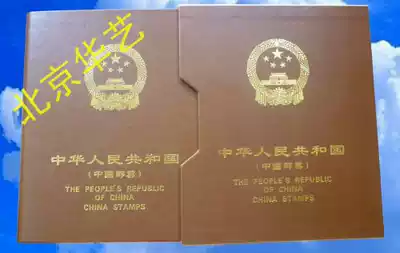 北京华艺
中华人民共和国
(中国邮票)
THE PEOPLE'S REPUBLIC
OF CHINA
CHINA STAMPS
中华人民共和国
(中国邮票)
THE PEOPLE'S REPUBLIC
OF CHINA
CHINA STAMPS